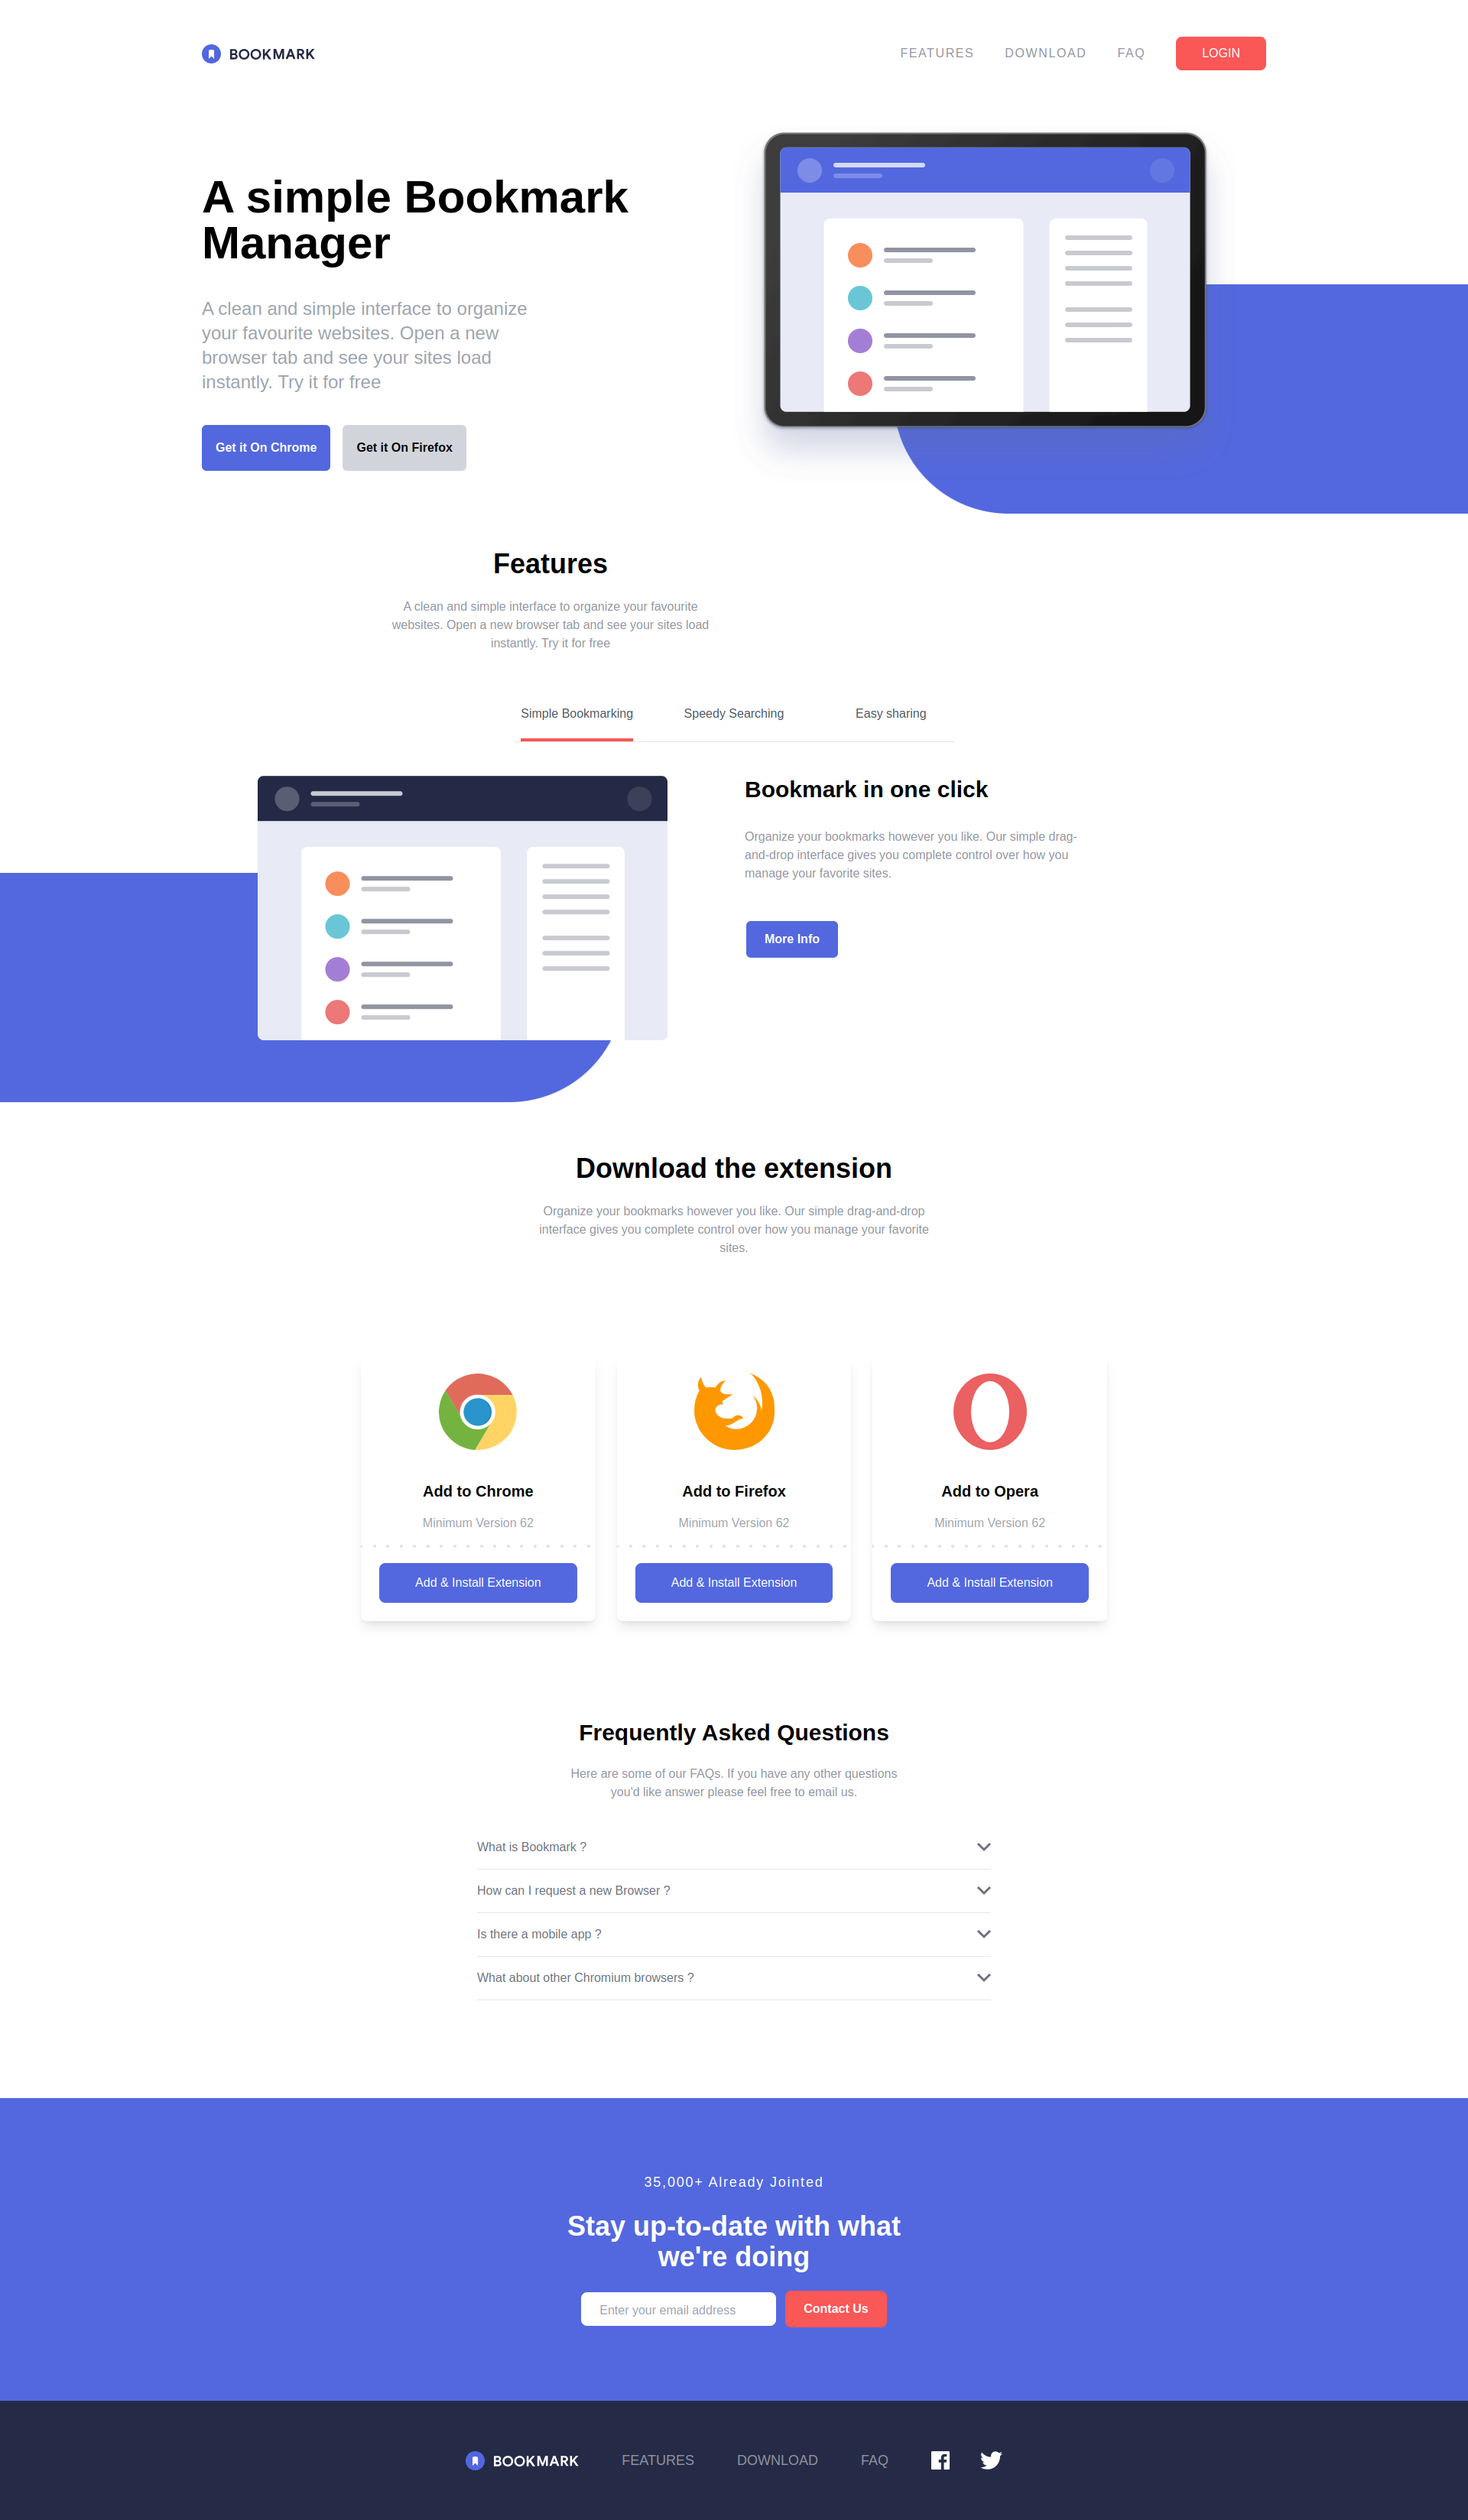 BOOKMARK
FEATURES DOWNLOAD FAQ LOGIN
A simple Bookmark
Manager
A clean and simple interface to organize
your favourite websites. Open a new
browser tab and see your sites load
instantly. Try it for free
Get it On Chrome Get it On Firefox
Features
A clean and simple interface to organize your favourite
websites. Open a new browser tab and see your sites load
instantly. Try it for free
Simple Bookmarking Speedy Searching Easy sharing
Bookmark in one click
Organize your bookmarks however you like. Our simple drag-
and-drop interface gives you complete control over how you
manage your favorite sites.
More Info
Download the extension
Organize your bookmarks however you like. Our simple drag-and-drop
interface gives you complete control over how you manage your favorite
sites.
Add to Chrome
Minimum Version 62
Add & Install Extension
Add to Firefox
Minimum Version 62
Add & Install Extension
Add to Opera
Minimum Version 62
Add & Install Extension
Frequently Asked Questions
Here are some of our FAQs. If you have any other questions
you'd like answer please feel free to email us.
What is Bookmark ?
How can I request a new Browser ?
Is there a mobile app ?
What about other Chromium browsers ?
35,000+ Already Jointed
Stay up-to-date with what
we're doing
Enter your email address Contact Us
BOOKMARK FEATURES DOWNLOAD FAQ